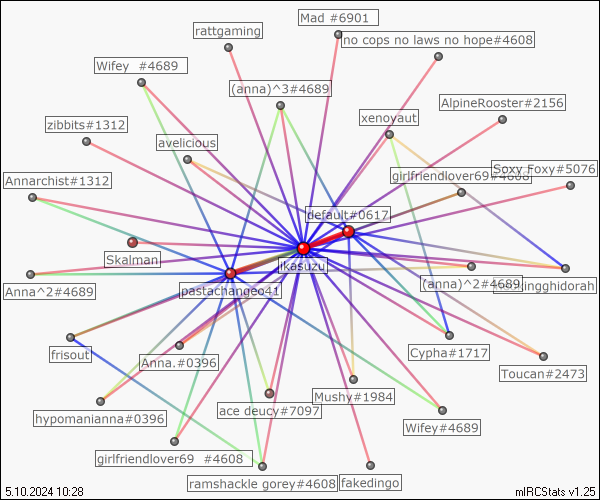 Mad #6901
rattgaming
no cops no laws no hope#4608
Wifey #4689
(anna)^3#4689
AlpineRooster#2156
xenoyaut
zibbits#1312
avelicious
Soxy Foxy#5076
Annarchist#1312
girlfriendlover69#4608
default#0617
Skalman
ikasuzu
pastachangeo41
(anna)^2#4689
gghidorah
Anna^2#4689
frisout
Anna.#0396
Cypha#1717
Toucan#2473
Mushy#1984
hypomanianna#0396
ace deucy#7097
Wifey#4689
girlfriendlover69 #4608
ramshackle gorey#4608
fakedingo
5.10.2024 10:28
mIRCStats v1.25